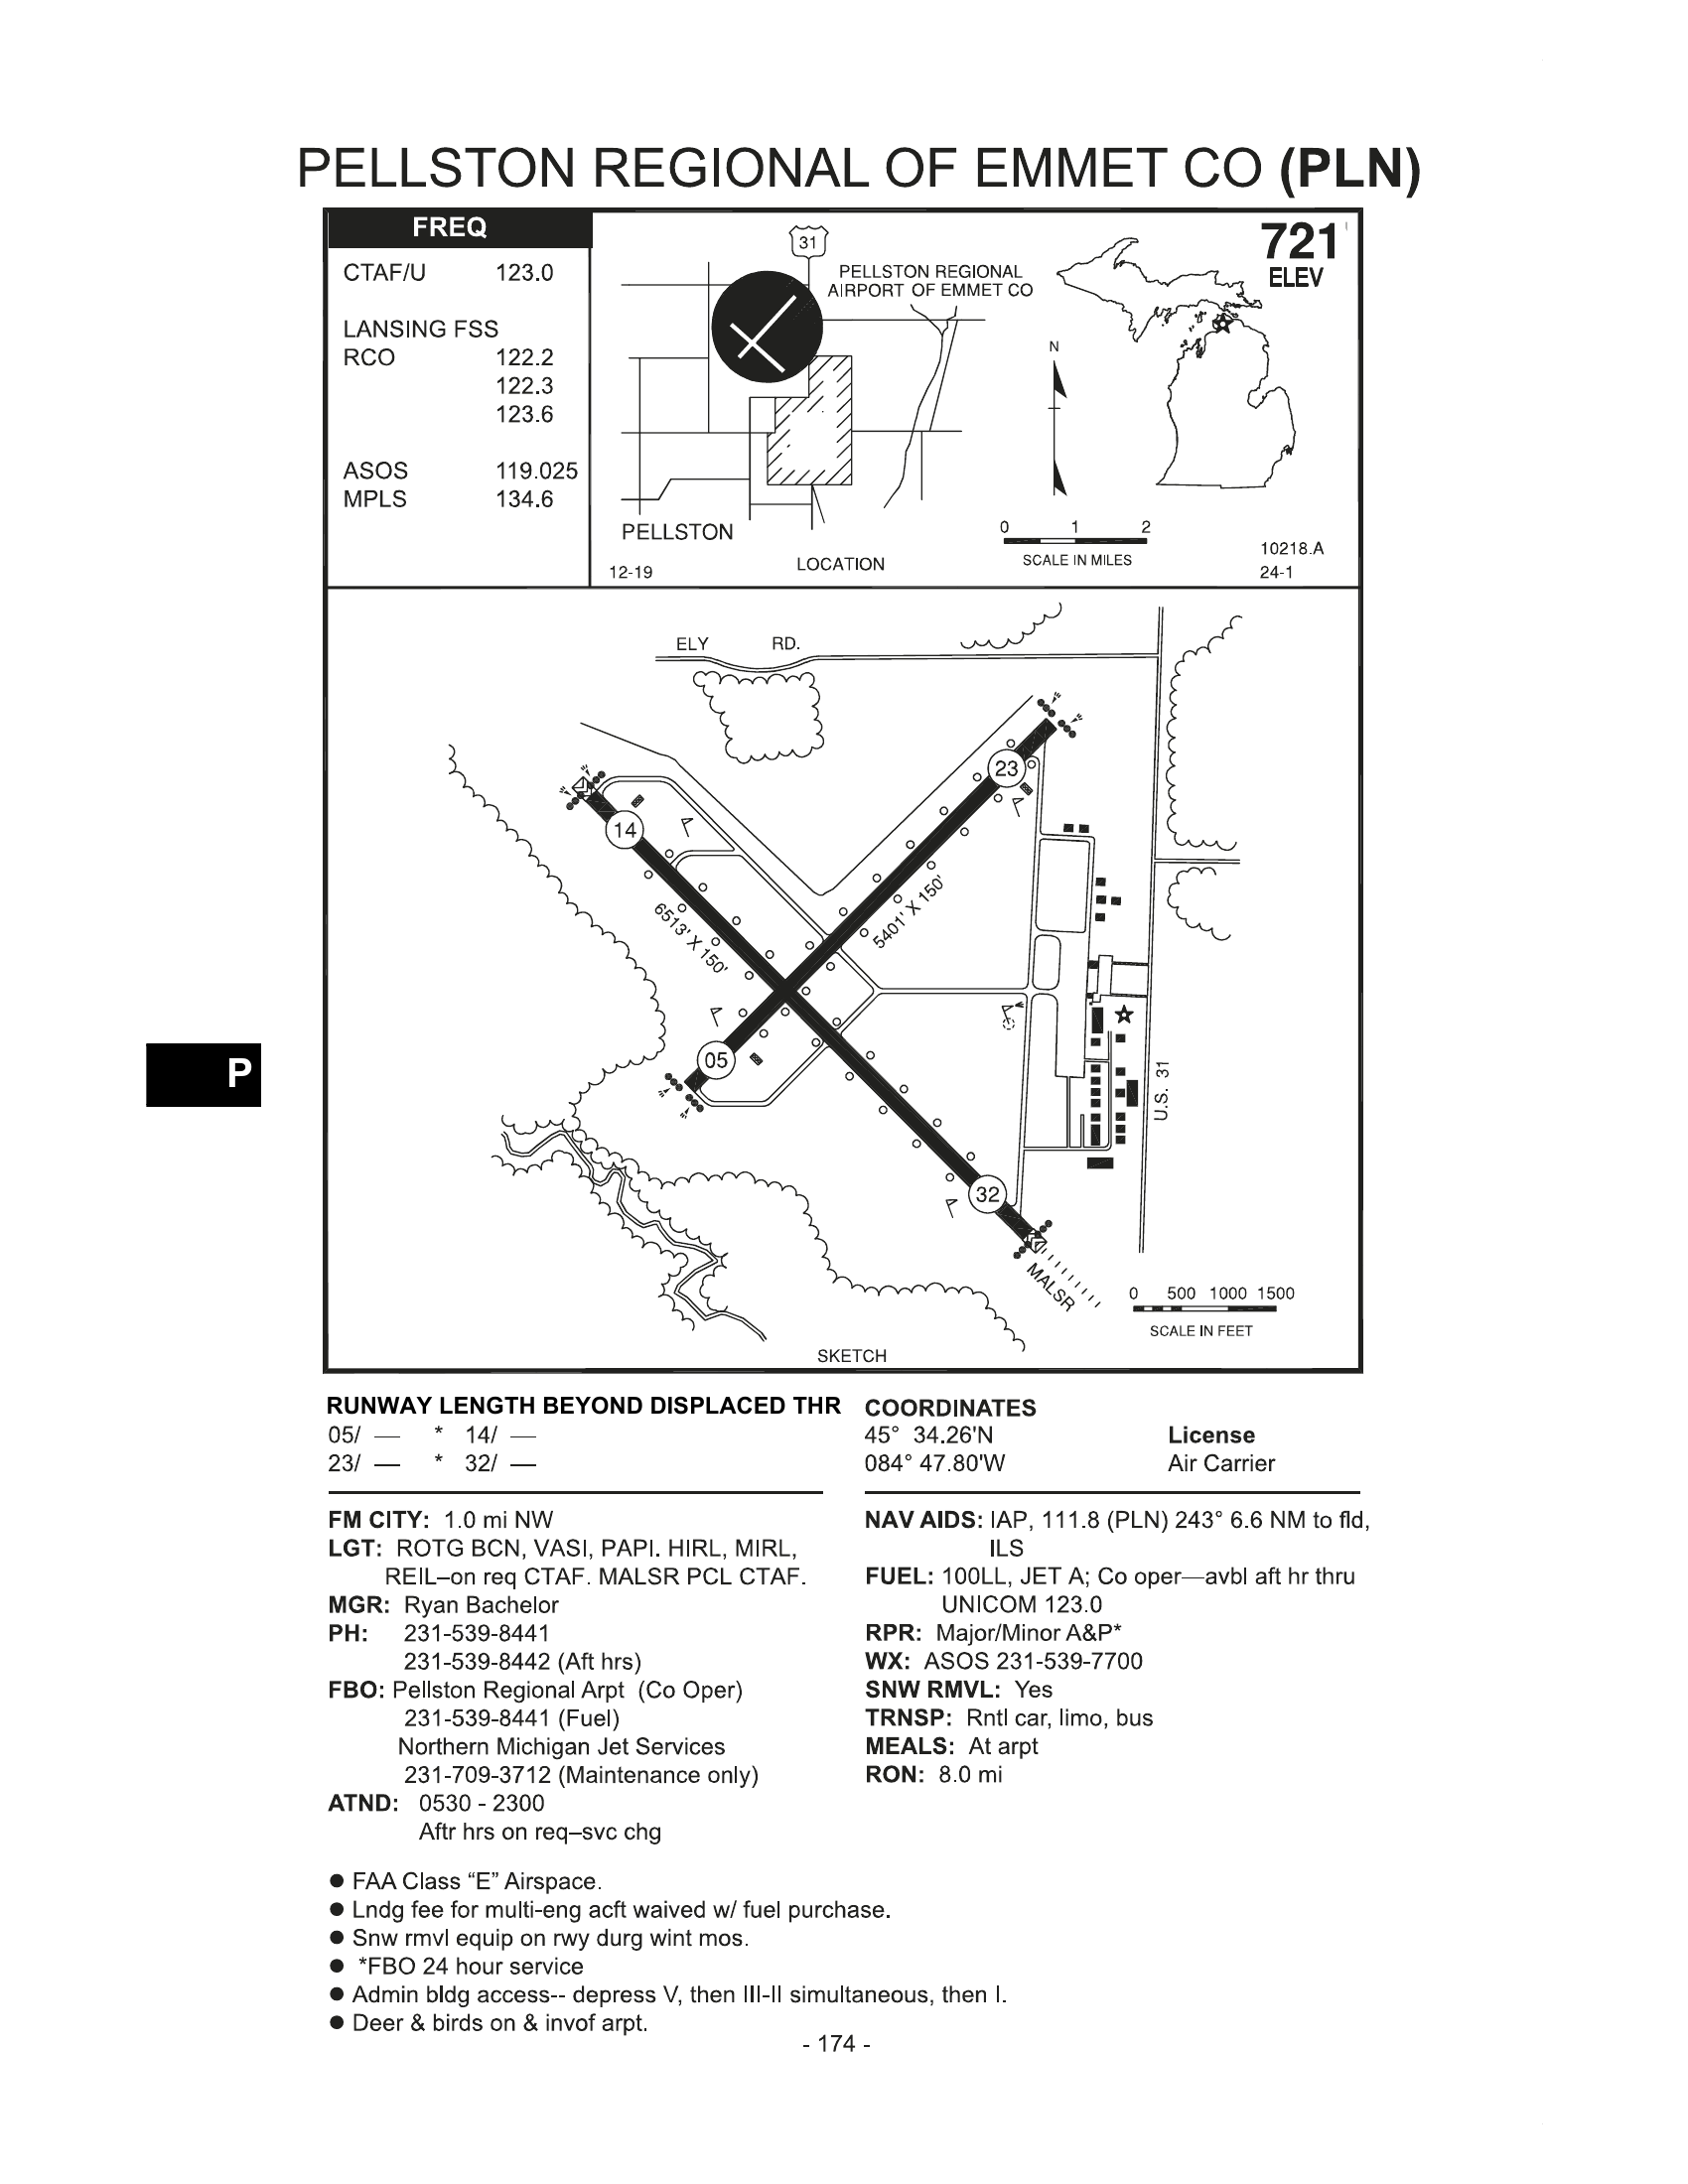 PELLSTON REGIONAL OF EMMET CO (PLN)
FREQ
CTAF/U 123.0
LANSING FSS
RCO 122.2
122.3
123.6
ASOS 119.025
MPLS 134.6
31
PELLSTON REGIONAL
AIRPORT OF EMMET CO
N
PELLSTON
12-19
LOCATION
0 1 2
SCALE IN MILES
721'
ELEV
10218.A
24-1
ELY RD.
23
14
6513' X 150'
5401' X 150'
05
32
U.S. 31
MALSR
0 500 1000 1500
SCALE IN FEET
SKETCH
P
RUNWAY LENGTH BEYOND DISPLACED THR
05/ — * 14/ —
23/ — * 32/ —
COORDINATES
45° 34.26'N
084° 47.80'W
License
Air Carrier
FM CITY: 1.0 mi NW
LGT: ROTG BCN, VASI, PAPI. HIRL, MIRL,
REIL–on req CTAF. MALSR PCL CTAF.
MGR: Ryan Bachelor
PH: 231-539-8441
231-539-8442 (Aft hrs)
FBO: Pellston Regional Arpt (Co Oper)
231-539-8441 (Fuel)
Northern Michigan Jet Services
231-709-3712 (Maintenance only)
ATND: 0530 - 2300
Aftr hrs on req–svc chg
NAV AIDS: IAP, 111.8 (PLN) 243° 6.6 NM to fld,
ILS
FUEL: 100LL, JET A; Co oper—avbl aft hr thru
UNICOM 123.0
RPR: Major/Minor A&P*
WX: ASOS 231-539-7700
SNW RMVL: Yes
TRNSP: Rntl car, limo, bus
MEALS: At arpt
RON: 8.0 mi
● FAA Class “E” Airspace.
● Lndg fee for multi-eng acft waived w/ fuel purchase.
● Snw rmvl equip on rwy durg wint mos.
● *FBO 24 hour service
● Admin bldg access-- depress V, then III-II simultaneous, then I.
● Deer & birds on & invof arpt.
- 174 -